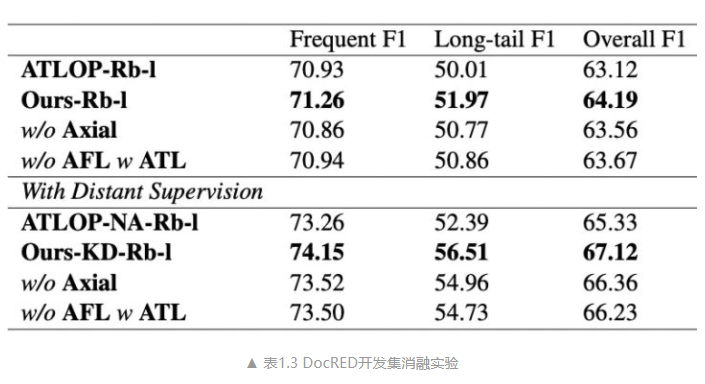 Frequent F1 Long-tail F1 Overall F1
ATLOP-Rb-l 70.93 50.01 63.12
Ours-Rb-l 71.26 51.97 64.19
w/o Axial 70.86 50.77 63.56
w/o AFL w ATL 70.94 50.86 63.67
With Distant Supervision
ATLOP-NA-Rb-l 73.26 52.39 65.33
Ours-KD-Rb-l 74.15 56.51 67.12
w/o Axial 73.52 54.96 66.36
w/o AFL w ATL 73.50 54.73 66.23
▲ 表1.3 DocRED开发集消融实验